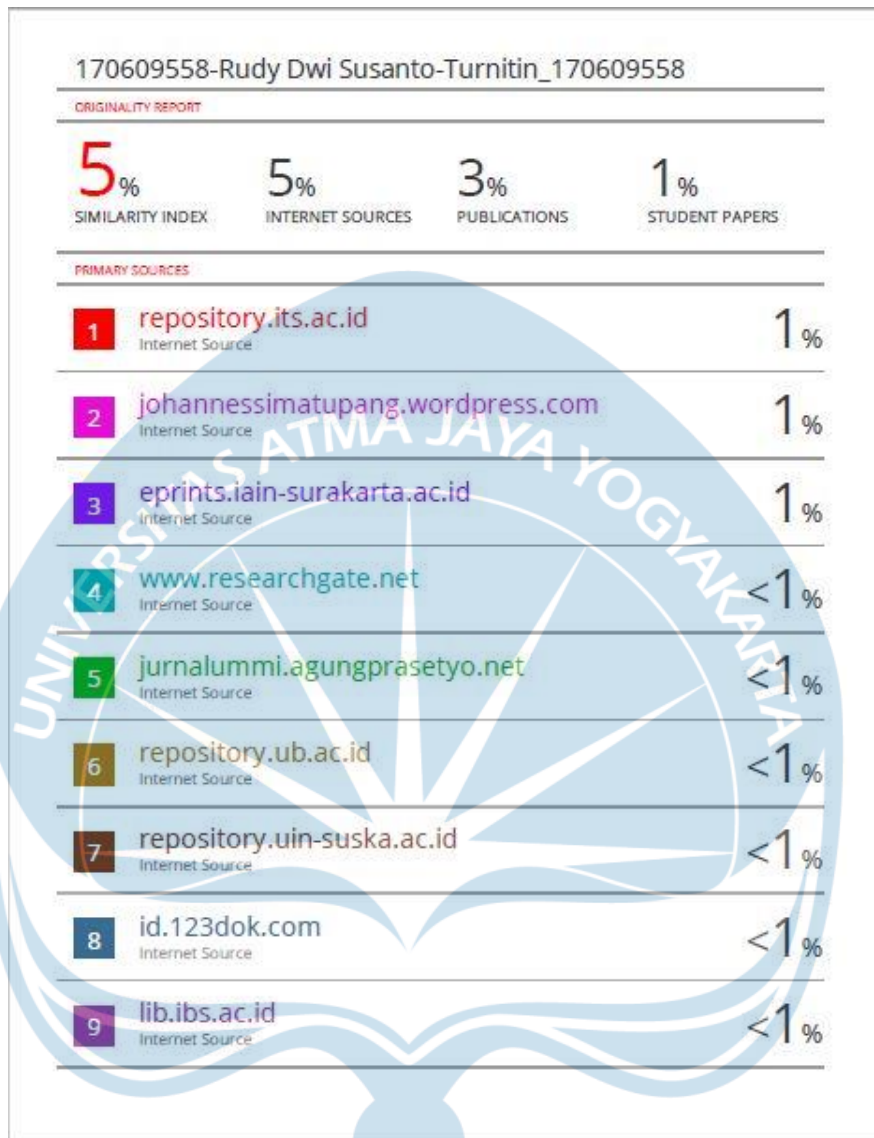 170609558-Rudy Dwi Susanto-Turnitin_170609558
ORIGINALITY REPORT
5% 5% 3% 1%
SIMILARITY INDEX INTERNET SOURCES PUBLICATIONS STUDENT PAPERS
PRIMARY SOURCES
1 repository.its.ac.id 1%
Internet Source
2 johannessimatupang.wordpress.com 1%
Internet Source
3 eprints.iain-surakarta.ac.id 1%
Internet Source
4 www.researchgate.net <1%
Internet Source
5 jurnalummi.agungprasetyo.net <1%
Internet Source
6 repository.ub.ac.id <1%
Internet Source
7 repository.uin-suska.ac.id <1%
Internet Source
8 id.123dok.com <1%
Internet Source
9 lib.ibs.ac.id <1%
Internet Source
UNIVERSITAS ATMA JAYA YOGYAKARTA